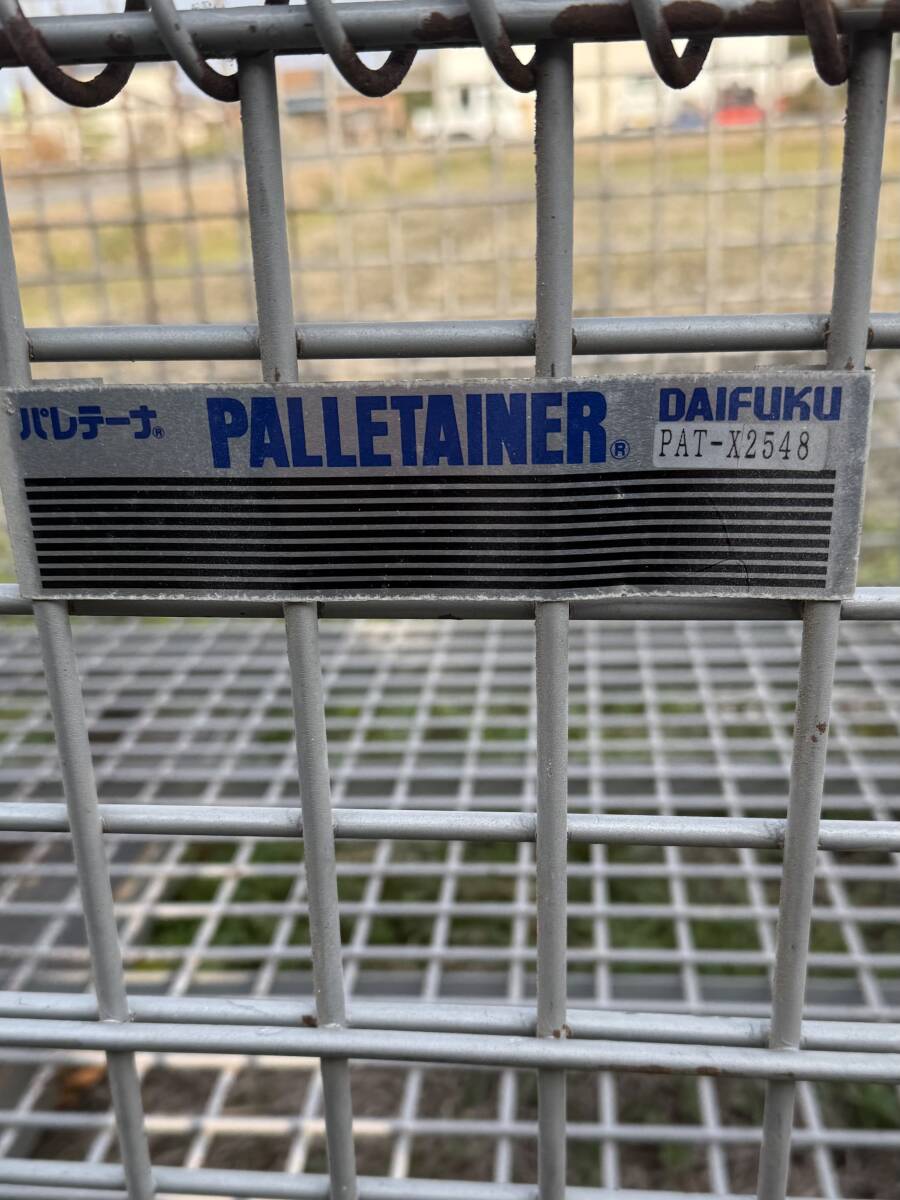 パレテーナ® PALLETAINER® DAIFUKU
PAT-X2548